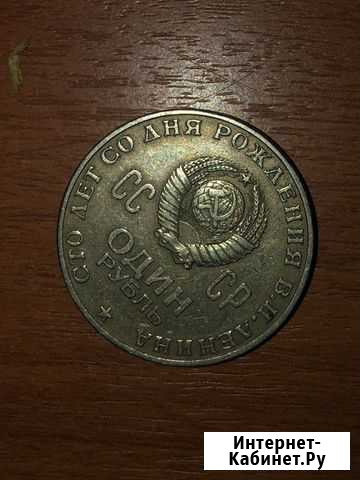 СТО ЛЕТ СО ДНЯ РОЖДЕНИЯ В.И.ЛЕНИНА
СС СР
ОДИН
РУБЛЬ
Интернет-
Кабинет.Ру